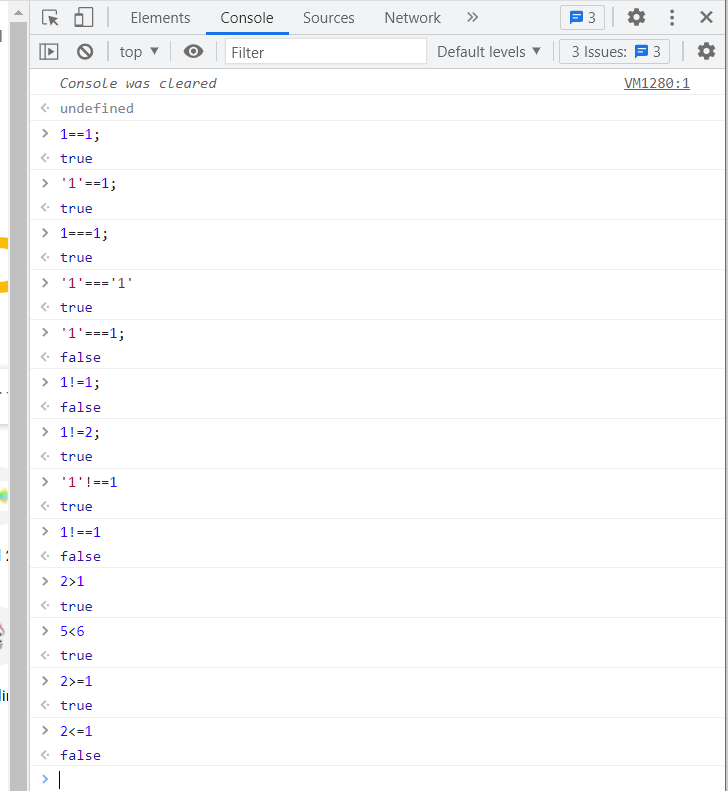 Elements Console Sources Network » 3
top ▼ Filter Default levels ▼ 3 Issues: 3
Console was cleared VM1280:1
undefined
1==1;
true
'1'==1;
true
1===1;
true
'1'==='1'
true
'1'===1;
false
1!=1;
false
1!=2;
true
'1'!==1
true
1!==1
false
2>1
true
5<6
true
2>=1
true
2<=1
false